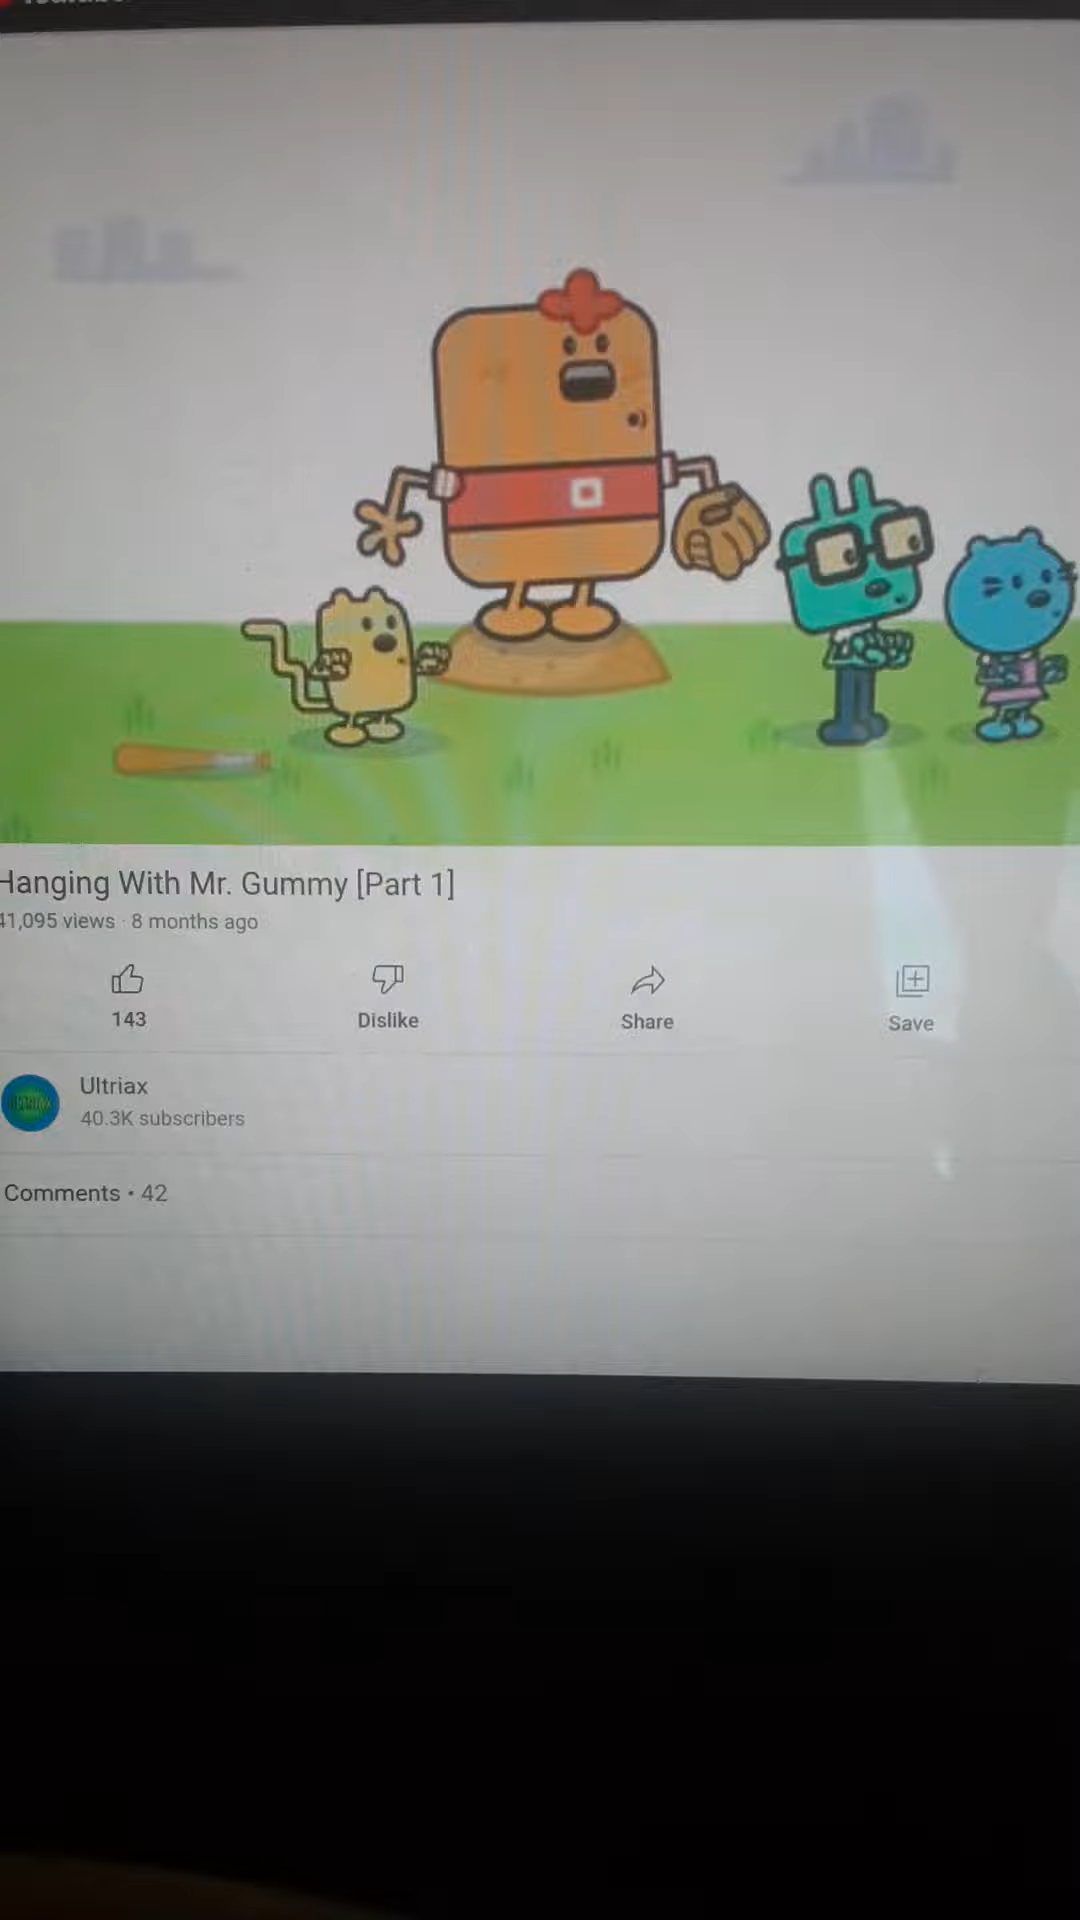 Hanging With Mr. Gummy [Part 1]
41,095 views · 8 months ago
143
Dislike
Share
Save
Ultriax
40.3K subscribers
Comments • 42